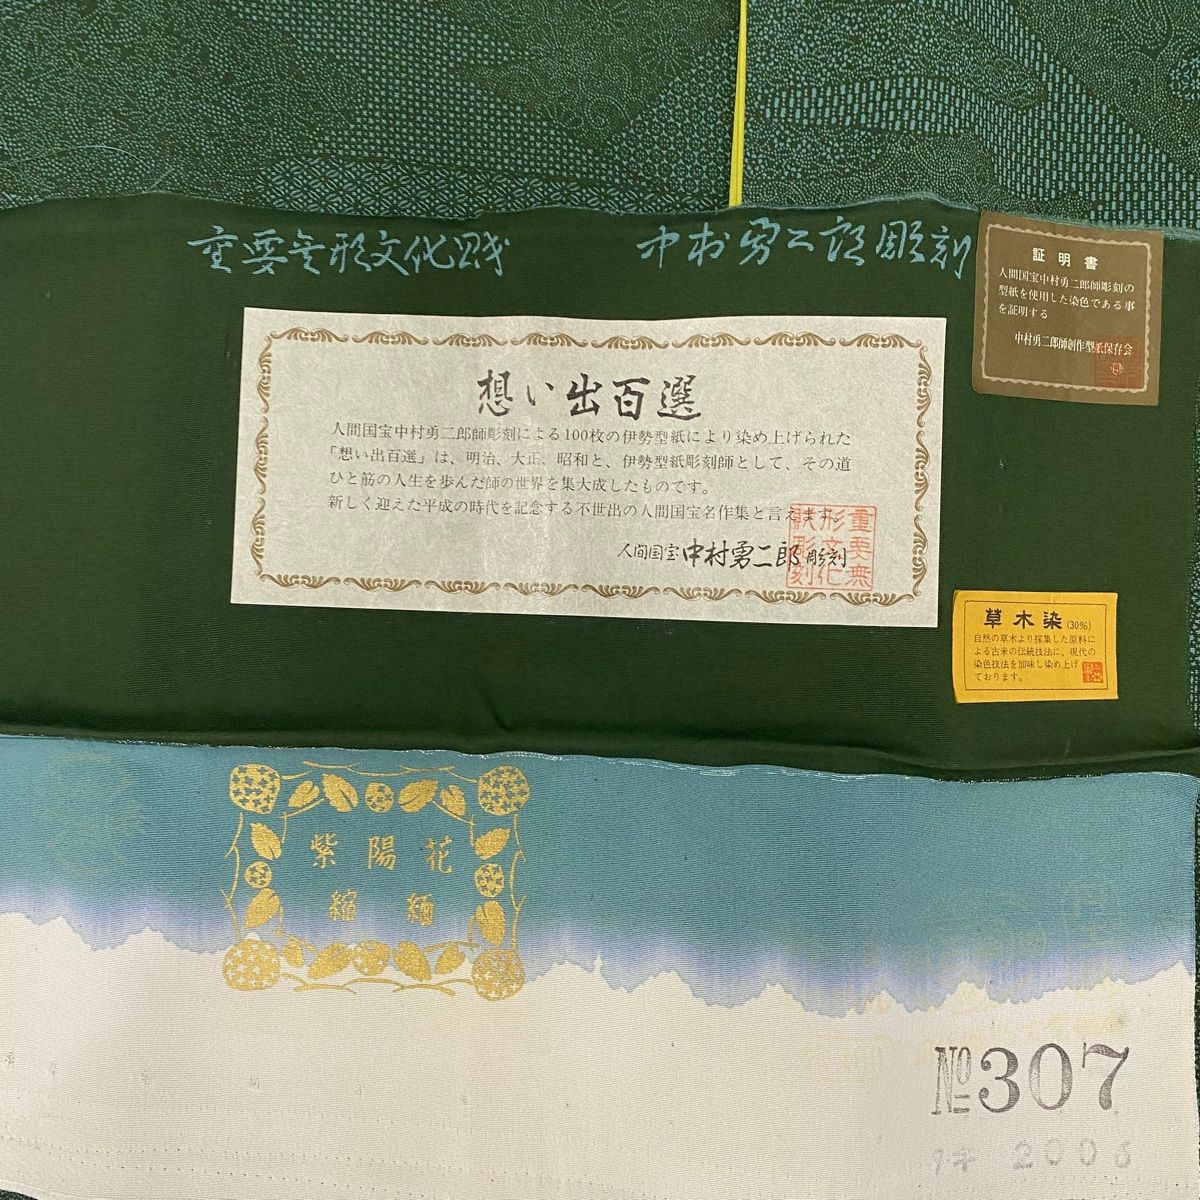 重要無形文化財
中村勇二郎彫刻
証明書
人間国宝中村勇二郎師彫刻の
型紙を使用した染色である事
を証明する
中村勇二郎師創作型紙保存会
想い出百選
人間国宝中村勇二郎師彫刻による100枚の伊勢型紙により染め上げられた
「想い出百選」は、明治、大正、昭和と、伊勢型紙彫刻師として、その道
ひと筋の人生を歩んだ師の世界を集大成したものです。
新しく迎えた平成の時代を記念する不世出の人間国宝名作集と言えます。
人間国宝 中村勇二郎 彫刻
重要無
形文化
財彫刻
草木染(30%)
自然の草木より採集した原料に
よる古来の伝統技法に、現代の
染色技法を加味し染め上げ
ております。
紫陽花
縮緬
№307